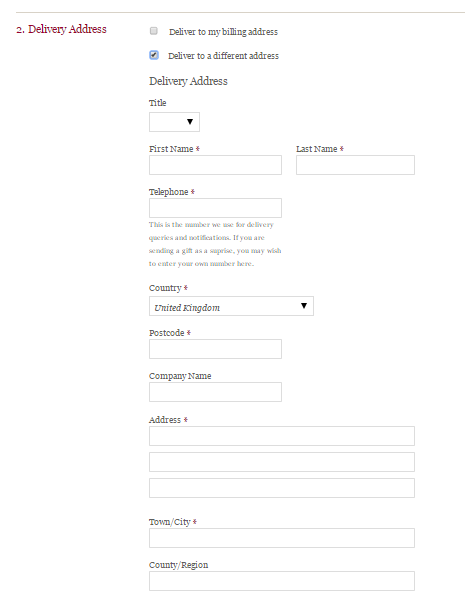 2. Delivery Address
Deliver to my billing address
Deliver to a different address
Delivery Address
Title
First Name * Last Name *
Telephone *
This is the number we use for delivery
queries and notifications. If you are
sending a gift as a suprise, you may wish
to enter your own number here.
Country *
United Kingdom
Postcode *
Company Name
Address *
Town/City *
County/Region